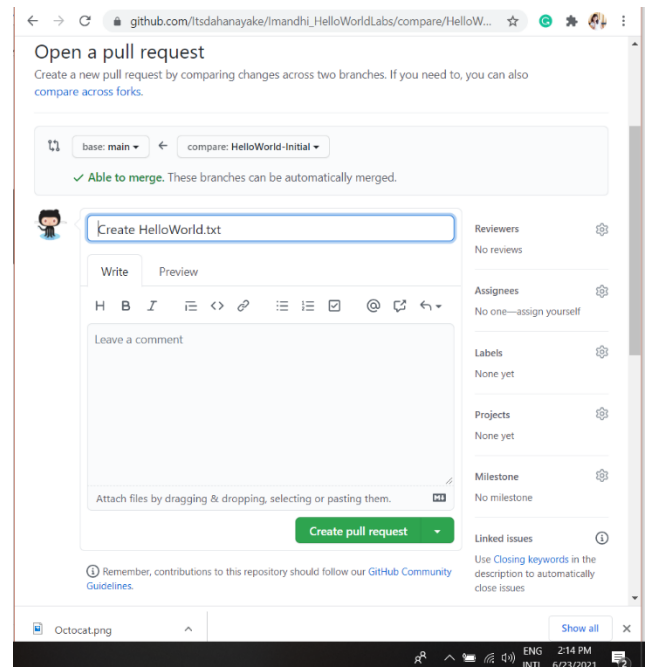 github.com/Itsdahanayake/Imandhi_HelloWorldLabs/compare/HelloW...
Open a pull request
Create a new pull request by comparing changes across two branches. If you need to, you can also
compare across forks.
base: main
compare: HelloWorld-Initial
Able to merge. These branches can be automatically merged.
Create HelloWorld.txt
Write Preview
H B I
Leave a comment
Attach files by dragging & dropping, selecting or pasting them.
Create pull request
Remember, contributions to this repository should follow our GitHub Community
Guidelines.
Reviewers
No reviews
Assignees
No one—assign yourself
Labels
None yet
Projects
None yet
Milestone
No milestone
Linked issues
Use Closing keywords in the
description to automatically
close issues
Octocat.png
Show all
ENG
INTL
2:14 PM
6/23/2021